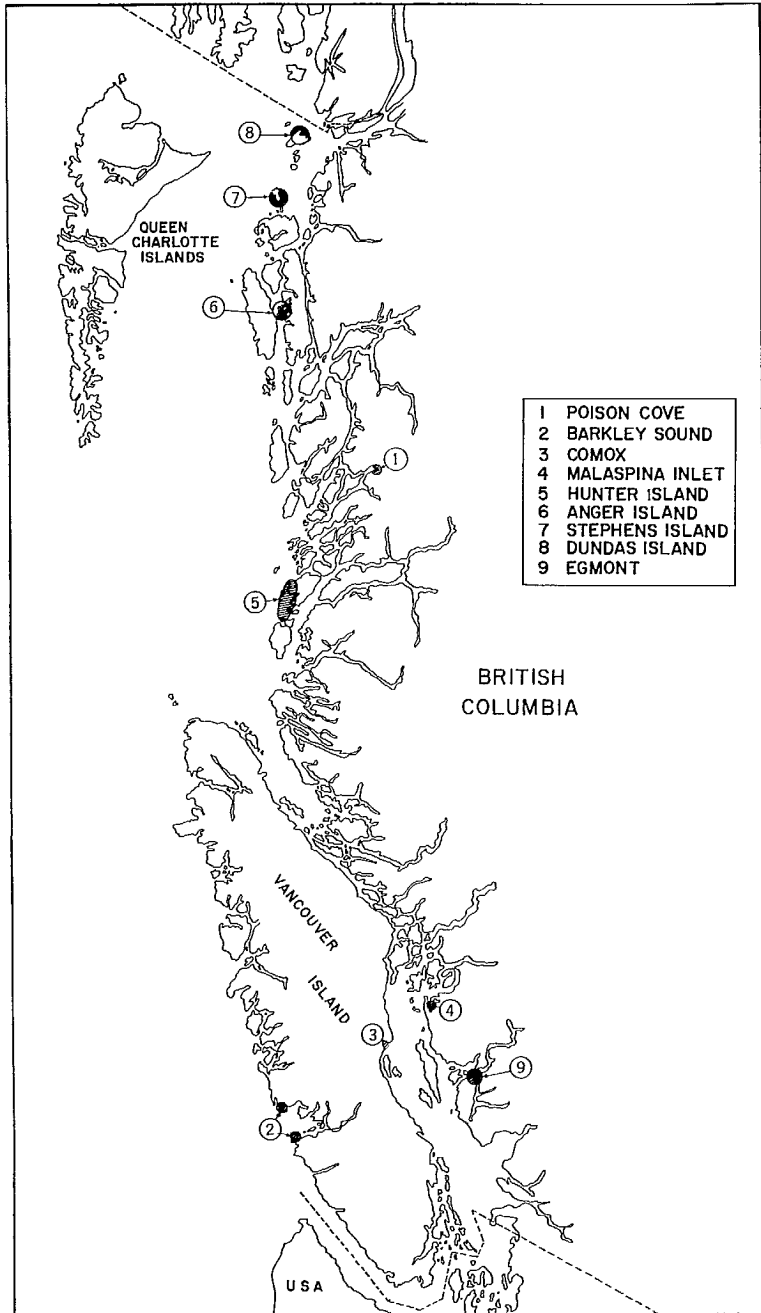 8
7
QUEEN
CHARLOTTE
ISLANDS
6
1
1 POISON COVE
2 BARKLEY SOUND
3 COMOX
4 MALASPINA INLET
5 HUNTER ISLAND
6 ANGER ISLAND
7 STEPHENS ISLAND
8 DUNDAS ISLAND
9 EGMONT
5
BRITISH
COLUMBIA
VANCOUVER
ISLAND
4
3
9
2
USA